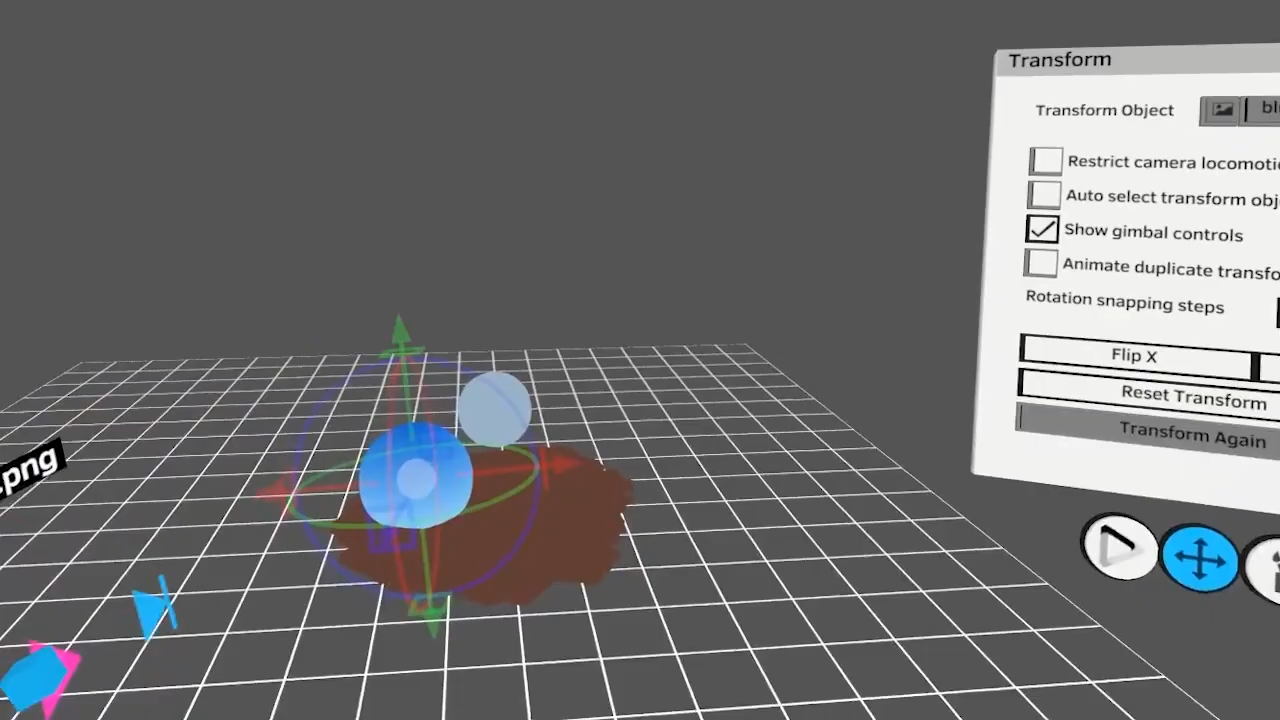 Transform
Transform Object
bl
Restrict camera locomotio
Auto select transform obj
Show gimbal controls
Animate duplicate transfo
Rotation snapping steps
Flip X
Reset Transform
Transform Again
.png